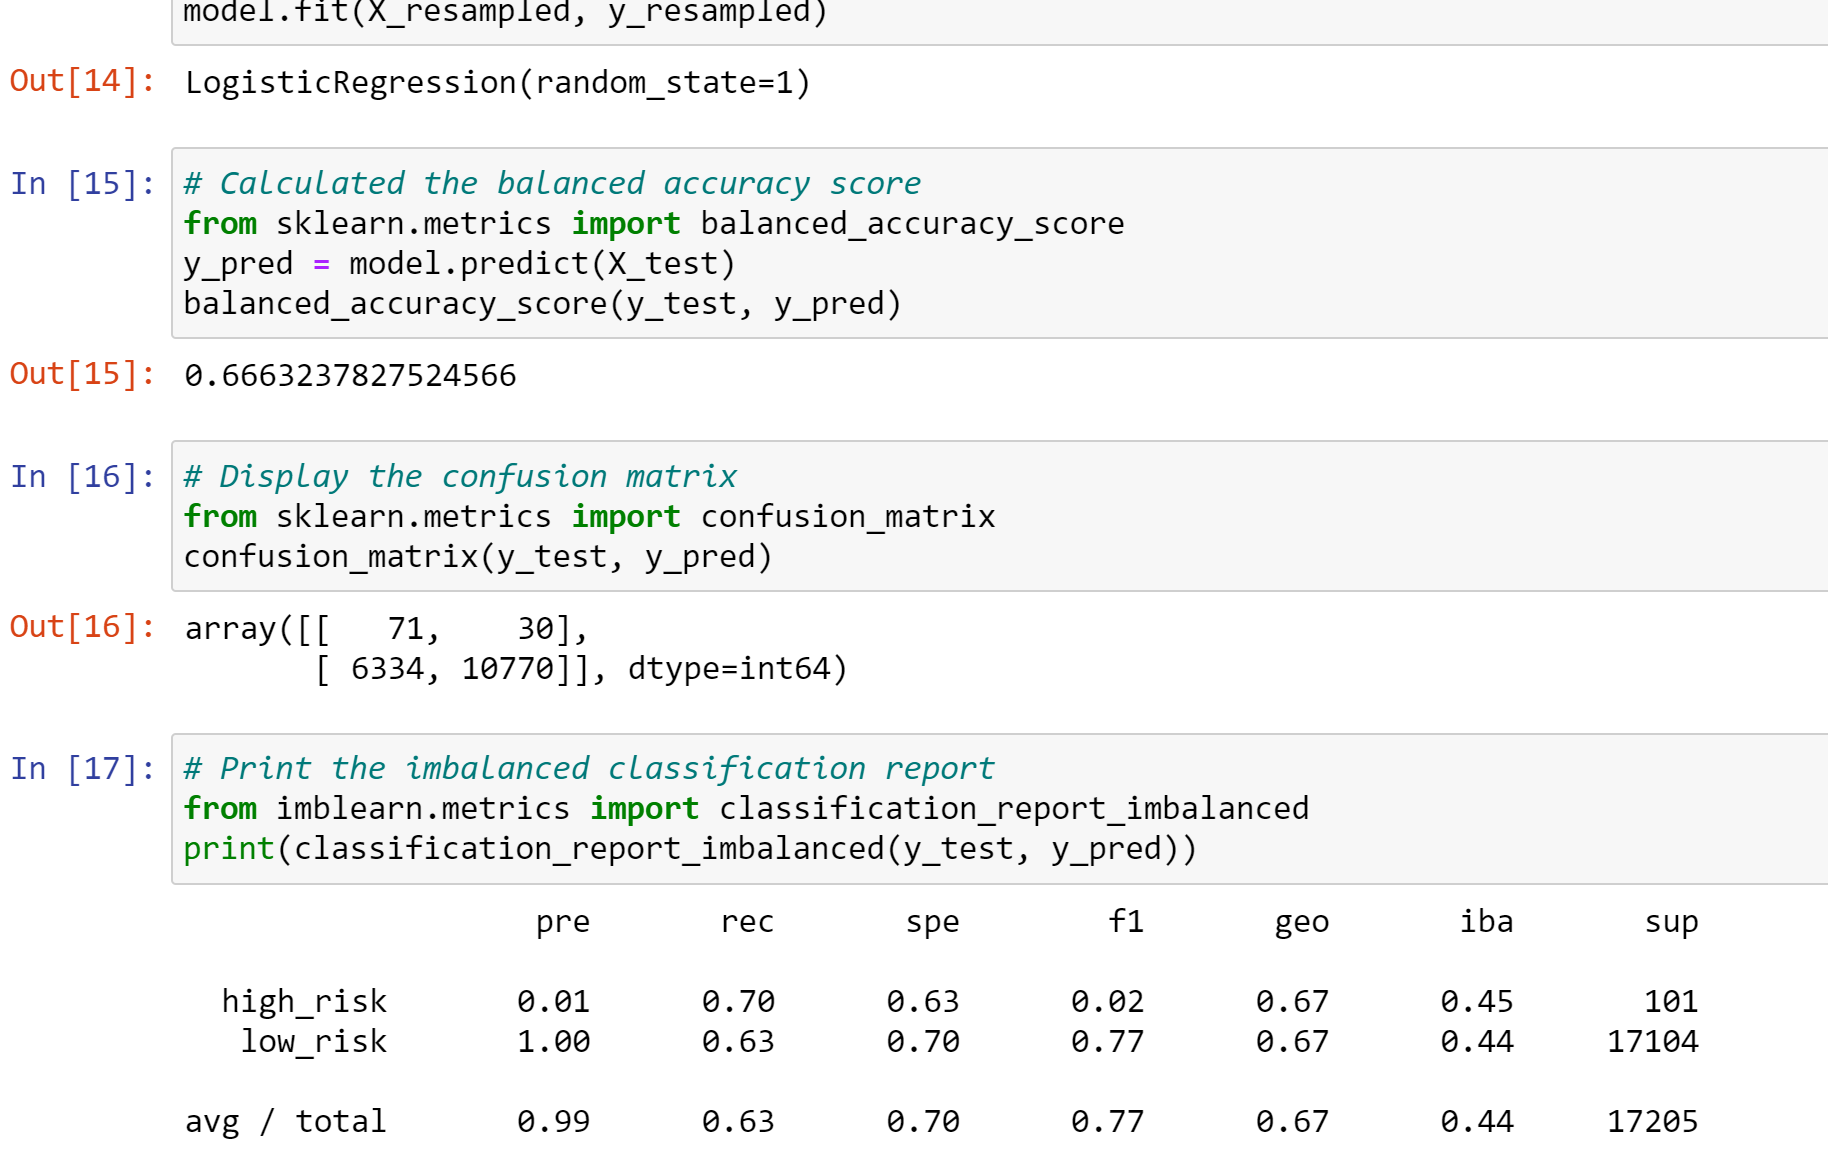 model.fit(X_resampled, y_resampled)
Out[14]: LogisticRegression(random_state=1)
In [15]: # Calculated the balanced accuracy score
from sklearn.metrics import balanced_accuracy_score
y_pred = model.predict(X_test)
balanced_accuracy_score(y_test, y_pred)
Out[15]: 0.6663237827524566
In [16]: # Display the confusion matrix
from sklearn.metrics import confusion_matrix
confusion_matrix(y_test, y_pred)
Out[16]: array([[   71,    30],
       [ 6334, 10770]], dtype=int64)
In [17]: # Print the imbalanced classification report
from imblearn.metrics import classification_report_imbalanced
print(classification_report_imbalanced(y_test, y_pred))
pre rec spe f1 geo iba sup
high_risk 0.01 0.70 0.63 0.02 0.67 0.45 101
low_risk 1.00 0.63 0.70 0.77 0.67 0.44 17104
avg / total 0.99 0.63 0.70 0.77 0.67 0.44 17205